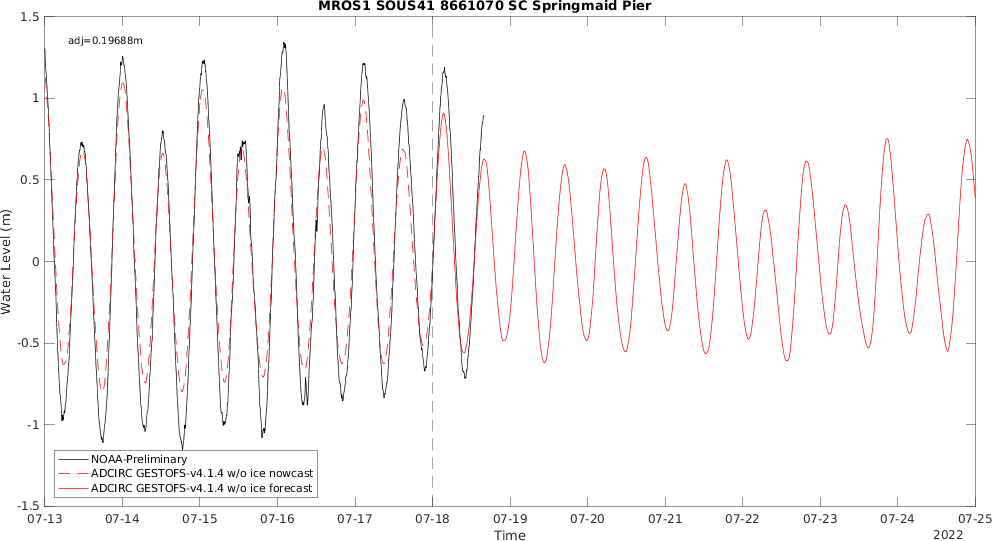 MROS1 SOUS41 8661070 SC Springmaid Pier
adj=0.19688m
Water Level (m)
1.5
1
0.5
0
-0.5
-1
-1.5
NOAA-Preliminary
ADCIRC GESTOFS-v4.1.4 w/o ice nowcast
ADCIRC GESTOFS-v4.1.4 w/o ice forecast
07-13 07-14 07-15 07-16 07-17 07-18 07-19 07-20 07-21 07-22 07-23 07-24 07-25
Time
2022